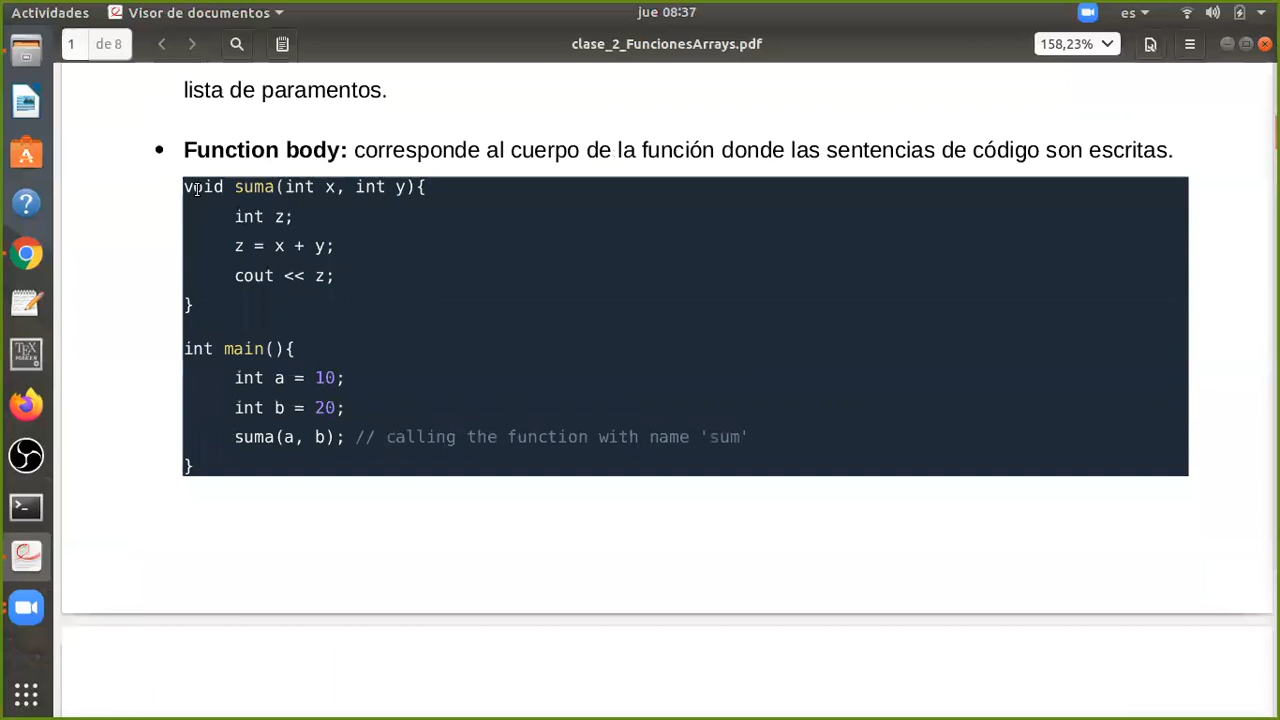 Actividades
Visor de documentos
jue 08:37
es
1 de 8
clase_2_FuncionesArrays.pdf
158,23%
lista de paramentos.
Function body: corresponde al cuerpo de la función donde las sentencias de código son escritas.
void suma(int x, int y){
int z;
z = x + y;
cout << z;
}
int main(){
int a = 10;
int b = 20;
suma(a, b); // calling the function with name 'sum'
}